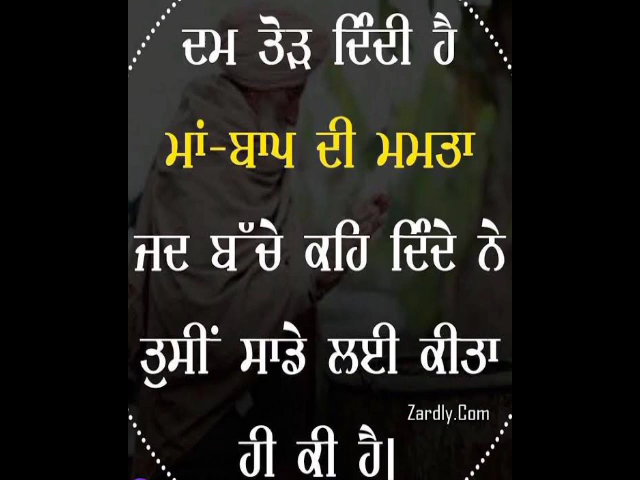 ਦਮ ਤੋੜ ਦਿੰਦੀ ਹੈ
ਮਾਂ-ਬਾਪ ਦੀ ਮਮਤਾ
ਜਦ ਬੱਚੇ ਕਹਿ ਦਿੰਦੇ ਨੇ
ਤੁਸੀਂ ਸਾਡੇ ਲਈ ਕੀਤਾ
Zardly.Com
ਹੀ ਕੀ ਹੈ|